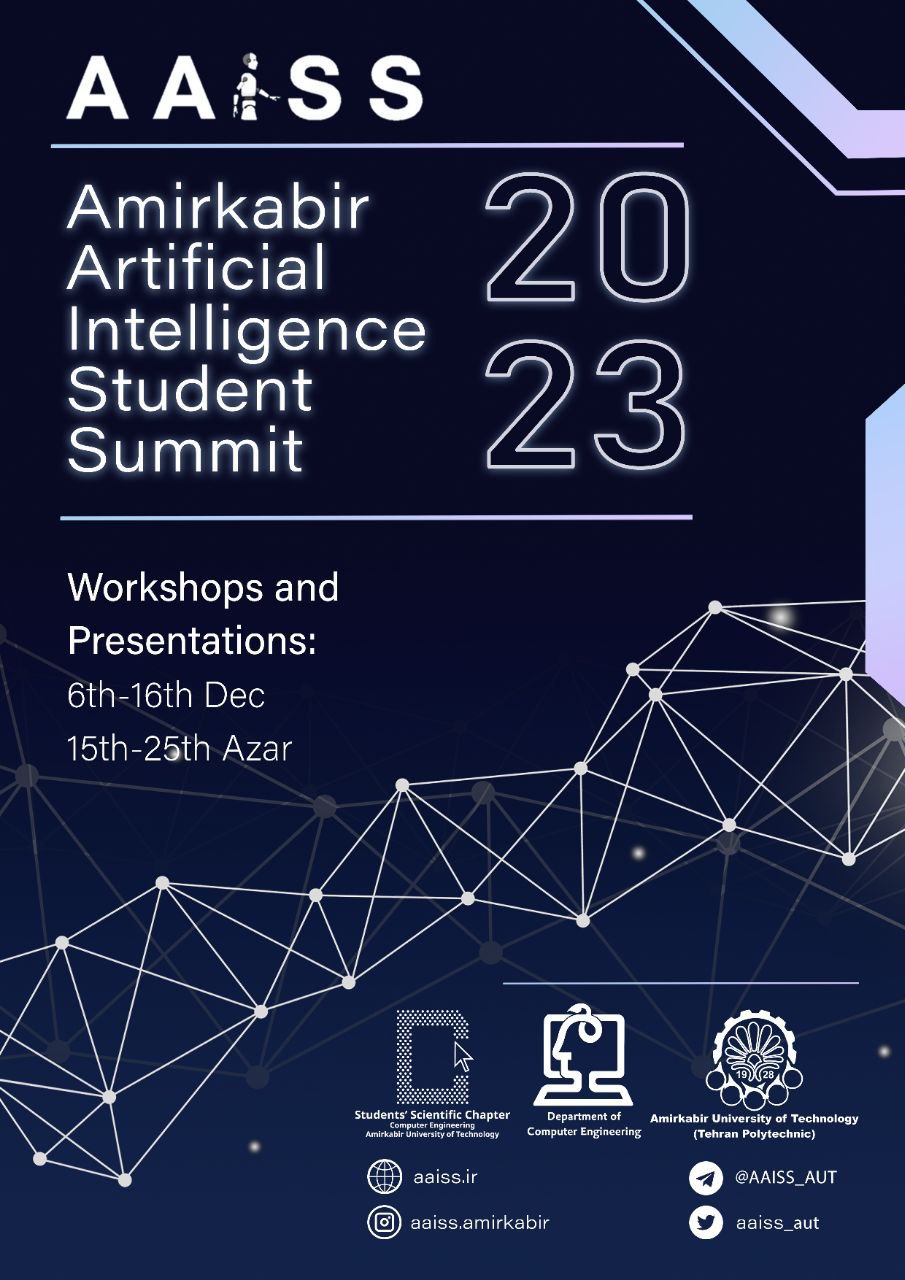 AAISS
Amirkabir
Artificial
Intelligence
Student
Summit
20
23
Workshops and
Presentations:
6th-16th Dec
15th-25th Azar
Students' Scientific Chapter
Computer Engineering
Amirkabir University of Technology
Department of
Computer Engineering
1928
Amirkabir University of Technology
(Tehran Polytechnic)
aaiss.ir
@AAISS_AUT
aaiss.amirkabir
aaiss_aut